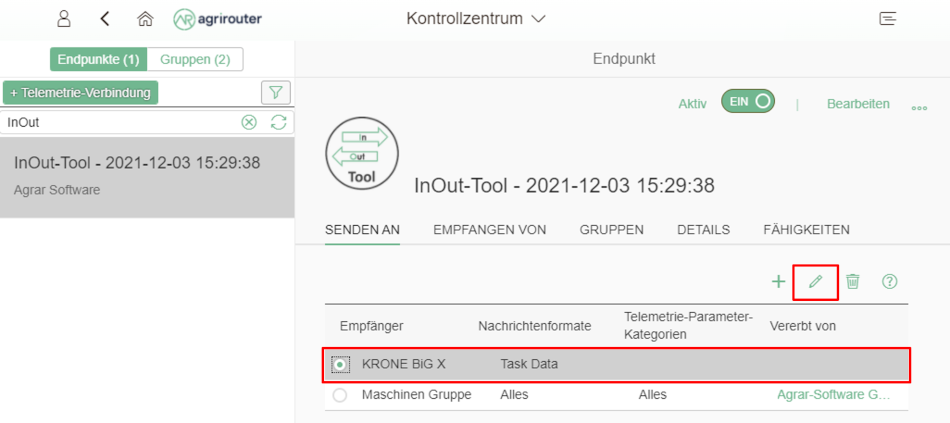 agrirouter
Kontrollzentrum
Endpunkte (1) Gruppen (2)
Endpunkt
+ Telemetrie-Verbindung
InOut
InOut-Tool - 2021-12-03 15:29:38
Agrar Software
Aktiv EIN | Bearbeiten
In
Out
Tool
InOut-Tool - 2021-12-03 15:29:38
SENDEN AN EMPFANGEN VON GRUPPEN DETAILS FÄHIGKEITEN
Empfänger Nachrichtenformate Telemetrie-Parameter-
Kategorien Vererbt von
KRONE BiG X Task Data
Maschinen Gruppe Alles Alles Agrar-Software G...